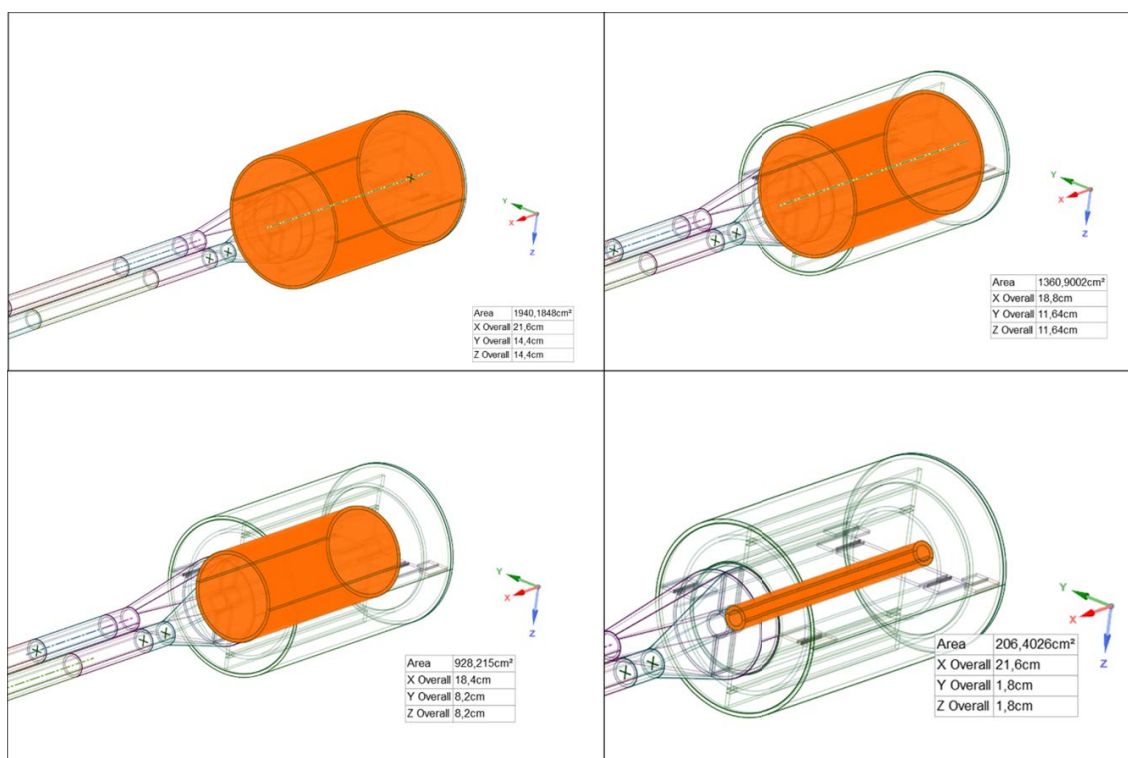 Y
X
Z
Area 1940,1848cm²
X Overall 21,6cm
Y Overall 14,4cm
Z Overall 14,4cm
Y
X
Z
Area 1360,9002cm²
X Overall 18,8cm
Y Overall 11,64cm
Z Overall 11,64cm
Y
X
Z
Area 928,215cm²
X Overall 18,4cm
Y Overall 8,2cm
Z Overall 8,2cm
Y
X
Z
Area 206,4026cm²
X Overall 21,6cm
Y Overall 1,8cm
Z Overall 1,8cm